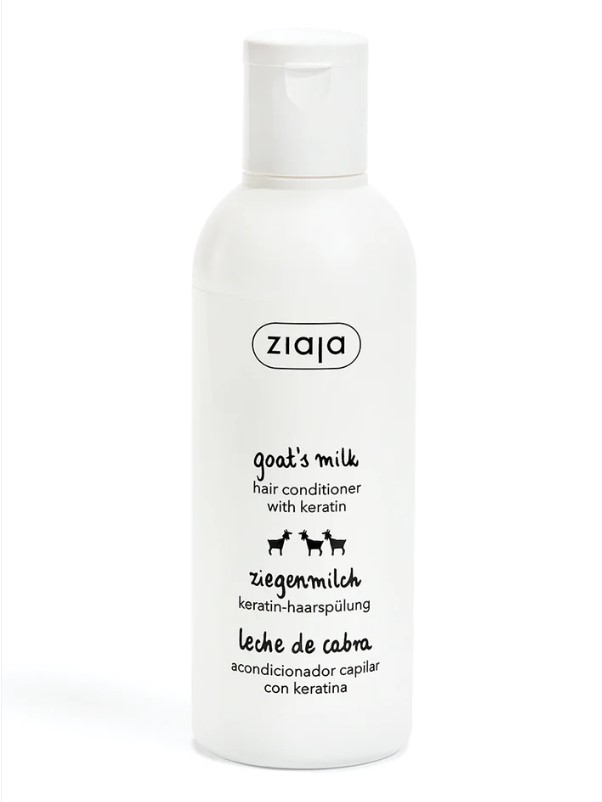 ziaja
goat's milk
hair conditioner
with keratin
ziegenmilch
keratin-haarspülung
leche de cabra
acondicionador capilar
con keratina